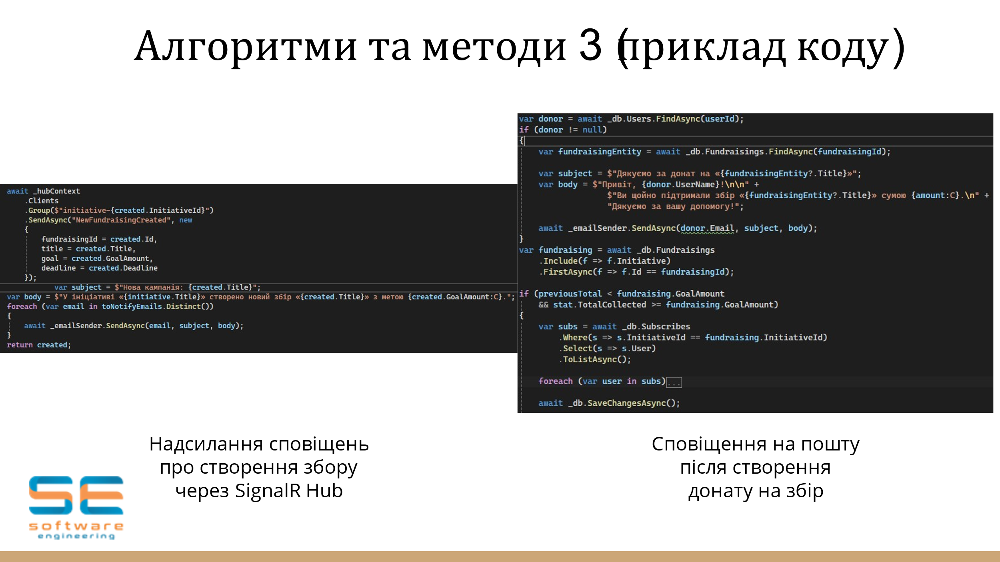 Алгоритми та методи 3 (приклад коду)
await _hubContext
.Clients
.Group($"initiative-{created.InitiativeId}")
.SendAsync("NewFundraisingCreated", new
{
fundraisingId = created.Id,
title = created.Title,
goal = created.GoalAmount,
deadline = created.Deadline
});
var subject = $"Нова кампанія: {created.Title}";
var body = $"У ініціативі «{initiative.Title}» створено новий збір «{created.Title}» з метою {created.GoalAmount:C}.";
foreach (var email in toNotifyEmails.Distinct())
{
await _emailSender.SendAsync(email, subject, body);
}
return created;
var donor = await _db.Users.FindAsync(userId);
if (donor != null)
{
var fundraisingEntity = await _db.Fundraisings.FindAsync(fundraisingId);
var subject = $"Дякуємо за донат на «{fundraisingEntity?.Title}»";
var body = $"Привіт, {donor.UserName}!\n\n" +
$"Ви щойно підтримали збір «{fundraisingEntity?.Title}» сумою {amount:C}.\n" +
"Дякуємо за вашу допомогу!";
await _emailSender.SendAsync(donor.Email, subject, body);
}
var fundraising = await _db.Fundraisings
.Include(f => f.Initiative)
.FirstAsync(f => f.Id == fundraisingId);
if (previousTotal < fundraising.GoalAmount
&& stat.TotalCollected >= fundraising.GoalAmount)
{
var subs = await _db.Subscribes
.Where(s => s.InitiativeId == fundraising.InitiativeId)
.Select(s => s.User)
.ToListAsync();
foreach (var user in subs)...
await _db.SaveChangesAsync();
Надсилання сповіщень
про створення збору
через SignalR Hub
Сповіщення на пошту
після створення
донату на збір
SE
software
engineering